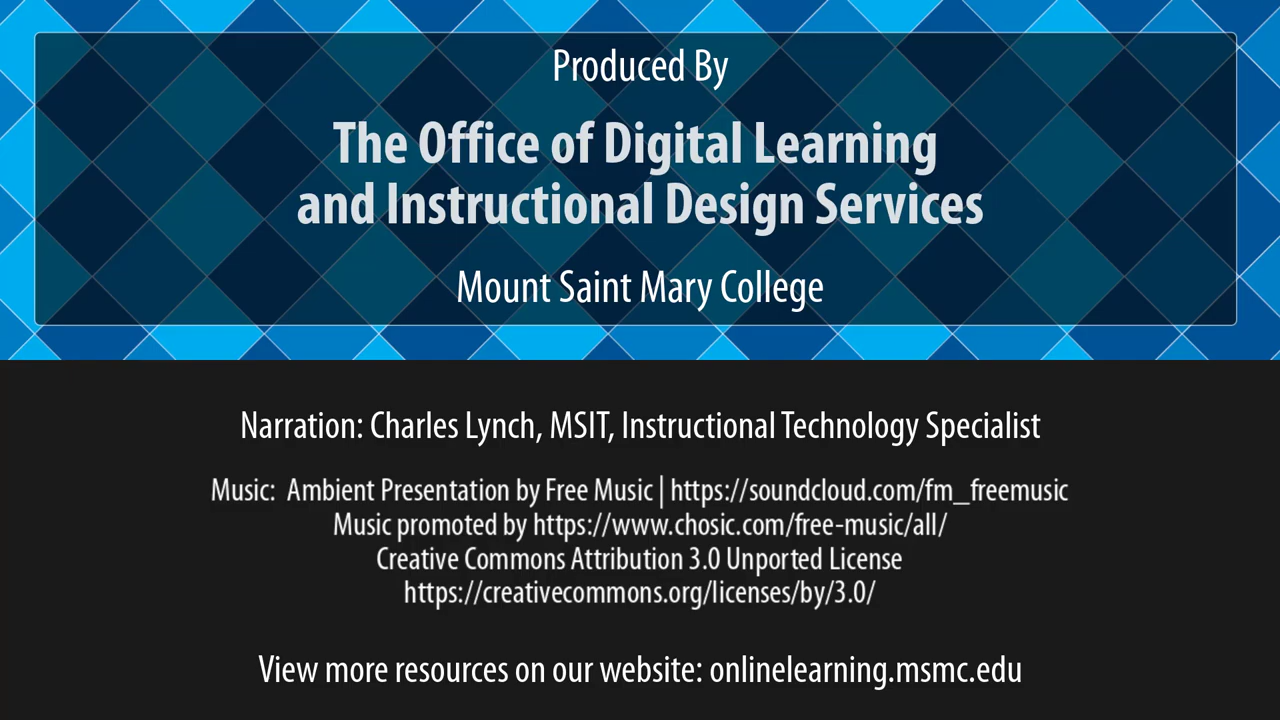 Produced By
The Office of Digital Learning
and Instructional Design Services
Mount Saint Mary College
Narration: Charles Lynch, MSIT, Instructional Technology Specialist
Music:  Ambient Presentation by Free Music | https://soundcloud.com/fm_freemusic
Music promoted by https://www.chosic.com/free-music/all/
Creative Commons Attribution 3.0 Unported License
https://creativecommons.org/licenses/by/3.0/
View more resources on our website: onlinelearning.msmc.edu